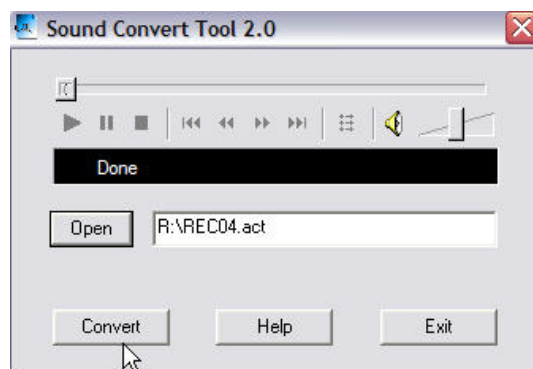 Sound Convert Tool 2.0
Done
Open R:\REC04.act
Convert Help Exit